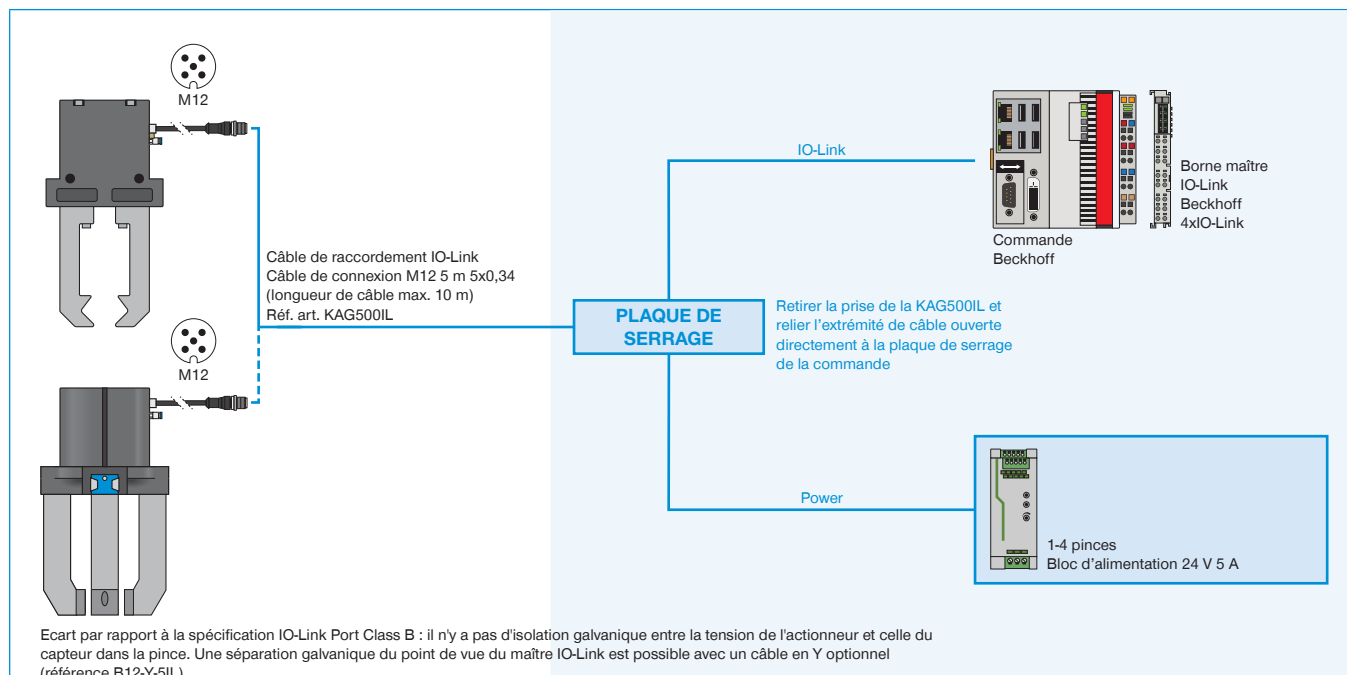 M12
Câble de raccordement IO-Link
Câble de connexion M12 5 m 5x0,34
(longueur de câble max. 10 m)
Réf. art. KAG500IL
M12
PLAQUE DE
SERRAGE
Retirer la prise de la KAG500IL et
relier l'extrémité de câble ouverte
directement à la plaque de serrage
de la commande
IO-Link
Commande
Beckhoff
Borne maître
IO-Link
Beckhoff
4xIO-Link
Power
1-4 pinces
Bloc d'alimentation 24 V 5 A
Ecart par rapport à la spécification IO-Link Port Class B : il n'y a pas d'isolation galvanique entre la tension de l'actionneur et celle du
capteur dans la pince. Une séparation galvanique du point de vue du maître IO-Link est possible avec un câble en Y optionnel
(référence B12-Y-5IL)